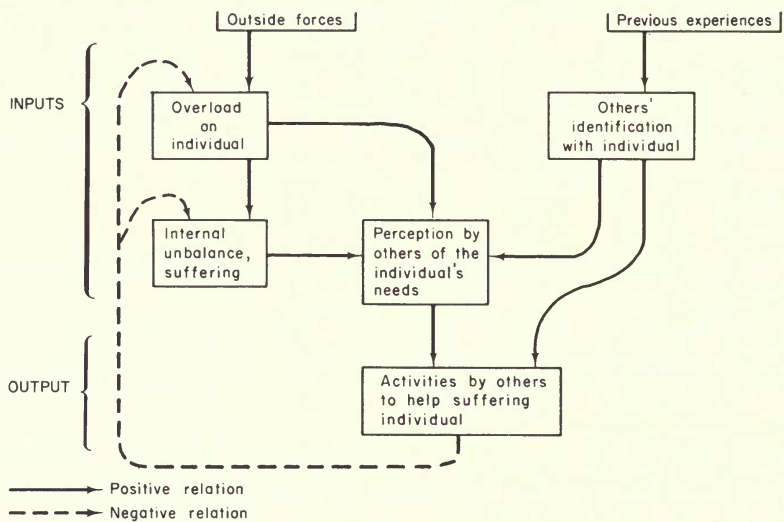 Outside forces
Previous experiences
INPUTS
Overload
on
individual
Others'
identification
with individual
Internal
unbalance,
suffering
Perception by
others of the
individual's
needs
OUTPUT
Activities by others
to help suffering
individual
Positive relation
Negative relation